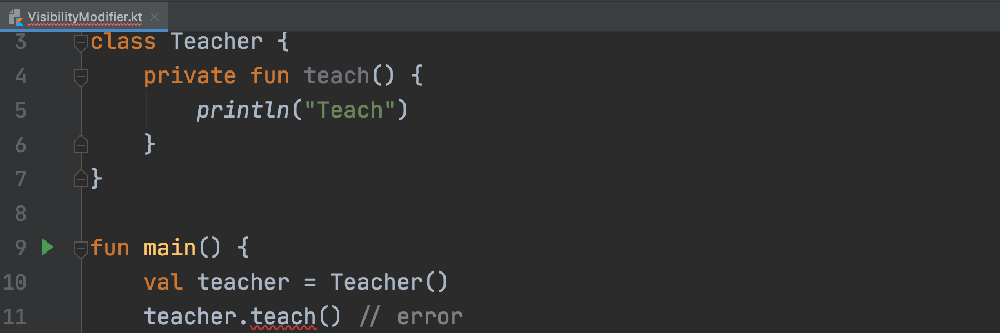 VisibilityModifier.kt
3 class Teacher {
4 private fun teach() {
5 println("Teach")
6 }
7 }
8
9 fun main() {
10 val teacher = Teacher()
11 teacher.teach() // error